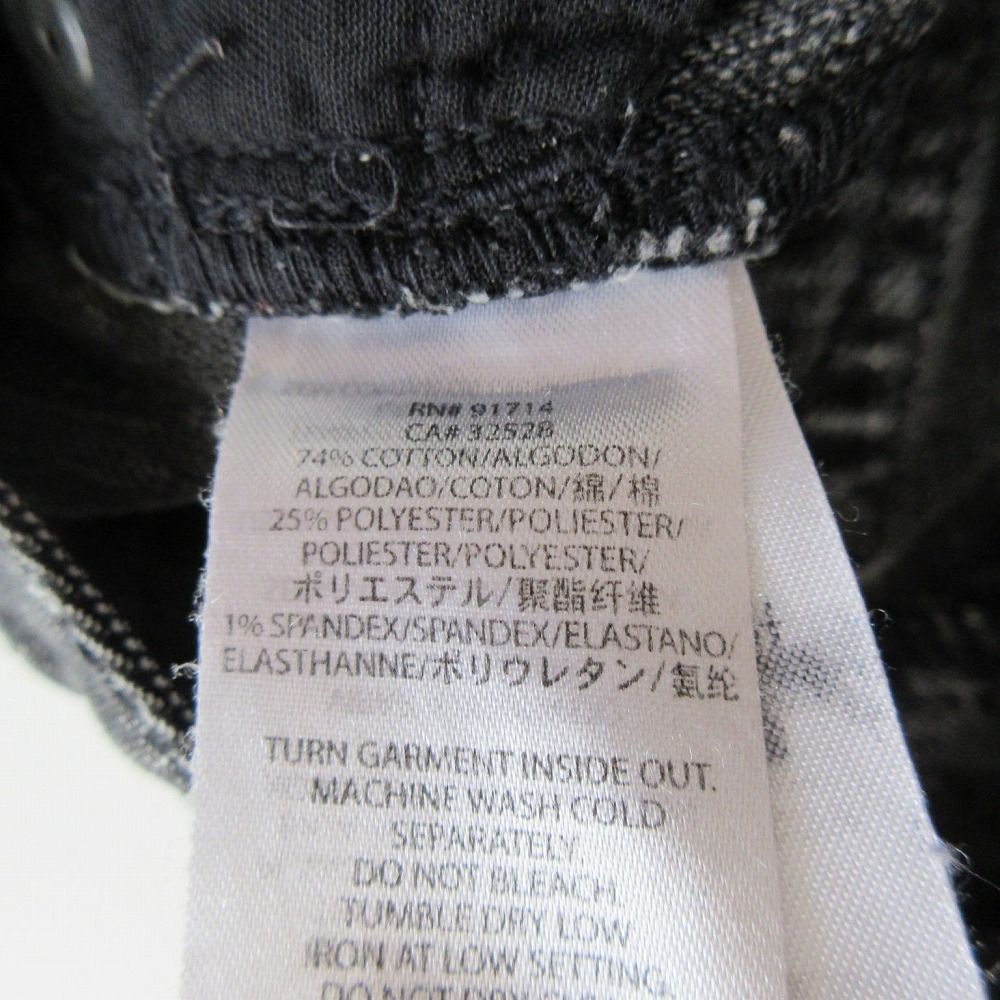 RN# 91714
CA# 32528
74% COTTON/ALGODON/
ALGODAO/COTON/綿/棉
25% POLYESTER/POLIESTER/
POLIESTER/POLYESTER/
ポリエステル/聚酯纤维
1% SPANDEX/SPANDEX/ELASTANO/
ELASTHANNE/ポリウレタン/氨纶
TURN GARMENT INSIDE OUT.
MACHINE WASH COLD
SEPARATELY
DO NOT BLEACH
TUMBLE DRY LOW
IRON AT LOW SETTING.
DO NOT DRY